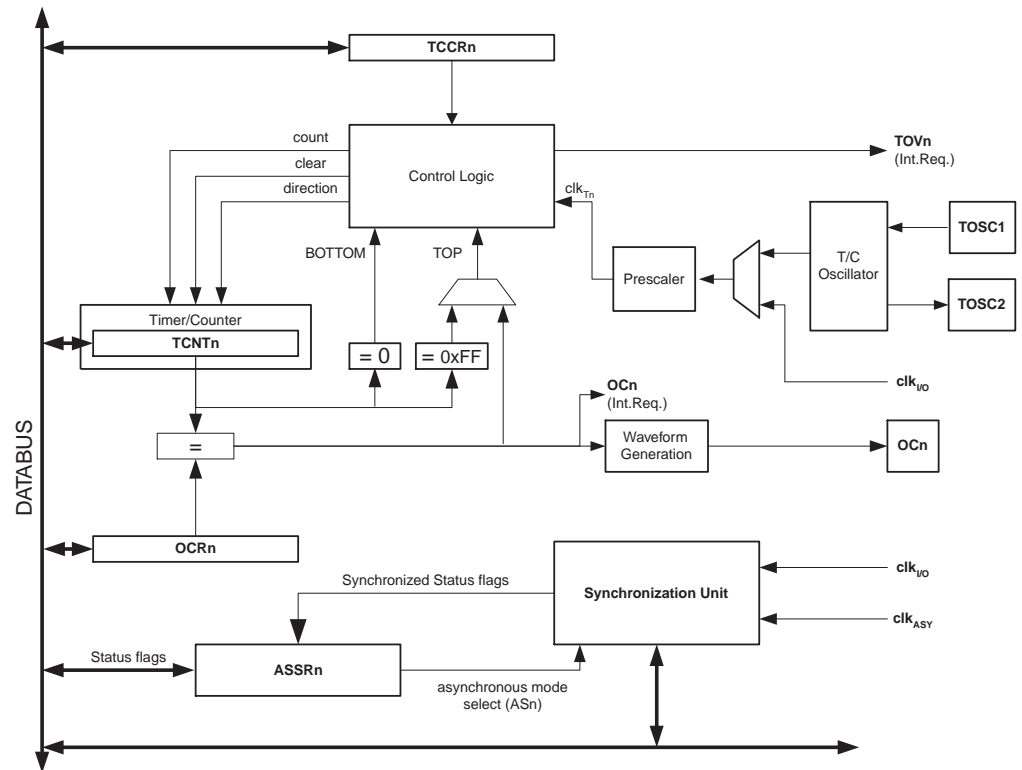 TCCRn
count
clear
direction
Control Logic
TOVn
(Int.Req.)
clkTn
BOTTOM
TOP
TOSC1
T/C
Oscillator
Prescaler
TOSC2
Timer/Counter
TCNTn
= 0
= 0xFF
clkI/O
OCn
(Int.Req.)
=
Waveform
Generation
OCn
DATABUS
OCRn
Synchronized Status flags
Synchronization Unit
clkI/O
clkASY
Status flags
ASSRn
asynchronous mode
select (ASn)